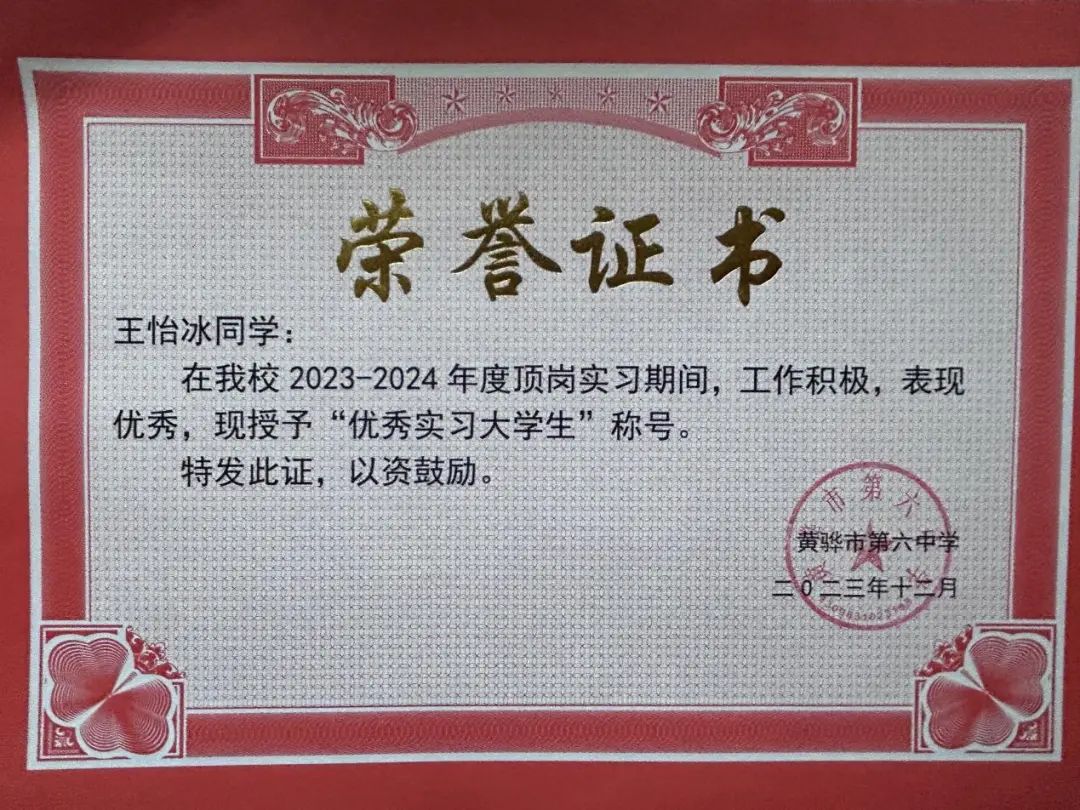 荣誉证书
王怡冰同学：
在我校 2023-2024 年度顶岗实习期间，工作积极，表现
优秀，现授予“优秀实习大学生”称号。
特发此证，以资鼓励。
市第六
黄骅市第六中学
二〇二三年十二月